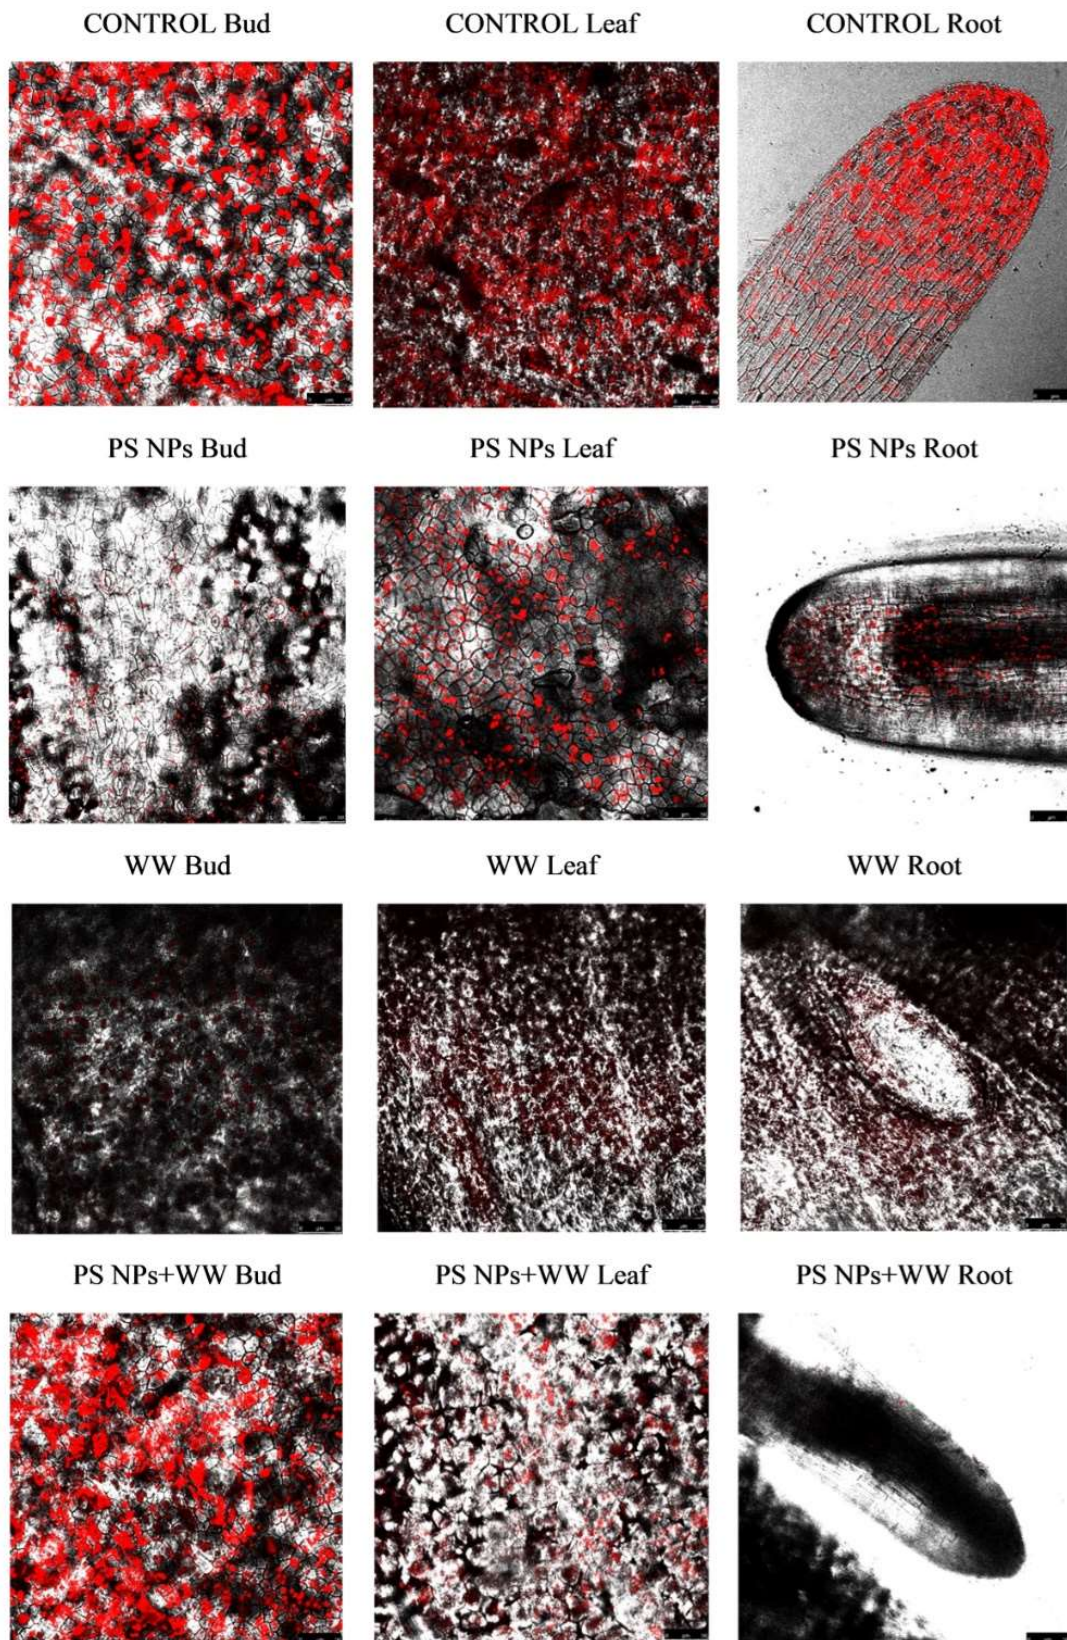 CONTROL Bud
CONTROL Leaf
CONTROL Root
PS NPs Bud
PS NPs Leaf
PS NPs Root
WW Bud
WW Leaf
WW Root
PS NPs+WW Bud
PS NPs+WW Leaf
PS NPs+WW Root